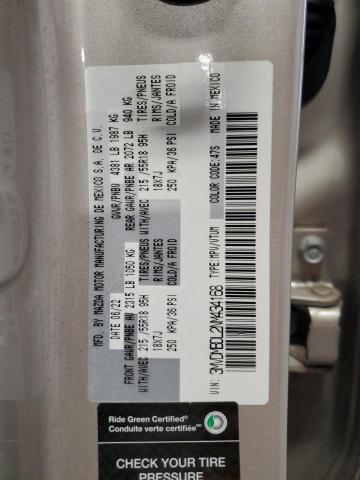 MFD. BY MAZDA MOTOR MANUFACTURING DE MEXICO S.A. DE C.V.
DATE 06/22 GVWR/PNBV 4381 LB 1987 KG
FRONT GAWR/PNBE AV 2315 LB 1050 KG REAR GAWR/PNBE AR 2072 LB 940 KG
WITH/AVEC 215 /55R18 95H TIRES/PNEUS WITH/AVEC 215 /55R18 95H TIRES/PNEUS
18X7J RIMS/JANTES 18X7J RIMS/JANTES
250 KPA/36 PSI COLD/A FROID 250 KPA/36 PSI COLD/A FROID
VIN: 3MVDMBDL2NM434168 TYPE:MPV/VTUM COLOR CODE:47S MADE IN MEXICO
Ride Green Certified®
Conduite verte certifiée™
CHECK YOUR TIRE
PRESSURE